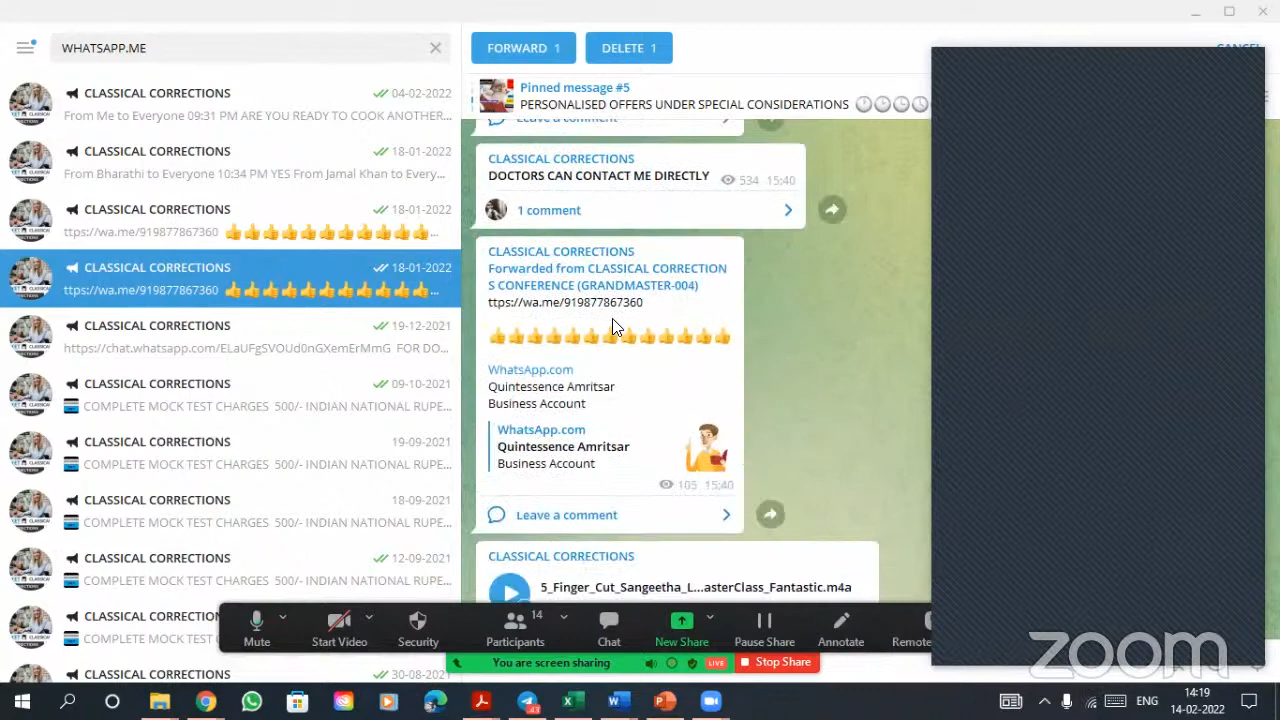 WHATSAPP.ME
CLASSICAL CORRECTIONS 04-02-2022
From Me to Everyone 09:31 PM ARE YOU READY TO COOK ANOTHER...
CLASSICAL CORRECTIONS 18-01-2022
From Bharathi to Everyone 10:34 PM YES From Jamal Khan to Every...
CLASSICAL CORRECTIONS 18-01-2022
ttps://wa.me/919877867360 👍👍👍👍👍👍👍👍👍👍👍...
CLASSICAL CORRECTIONS 18-01-2022
ttps://wa.me/919877867360 👍👍👍👍👍👍👍👍👍👍👍...
CLASSICAL CORRECTIONS 19-12-2021
https://chat.whatsapp.com/ELaUFgSVOUd0nGXemErMmG FOR DO...
CLASSICAL CORRECTIONS 09-10-2021
COMPLETE MOCK TEST CHARGES 500/- INDIAN NATIONAL RUPE...
CLASSICAL CORRECTIONS 19-09-2021
COMPLETE MOCK TEST CHARGES 500/- INDIAN NATIONAL RUPE...
CLASSICAL CORRECTIONS 18-09-2021
COMPLETE MOCK TEST CHARGES 500/- INDIAN NATIONAL RUPE...
CLASSICAL CORRECTIONS 12-09-2021
COMPLETE MOCK TEST CHARGES 500/- INDIAN NATIONAL RUPE...
CLASSICAL CORRECTIONS
COMPLETE MOCK TEST
CLASSICAL CORRECTIONS 30-08-2021
FORWARD 1 DELETE 1
CANCEL
Pinned message #5
PERSONALISED OFFERS UNDER SPECIAL CONSIDERATIONS
Leave a comment
CLASSICAL CORRECTIONS
DOCTORS CAN CONTACT ME DIRECTLY 534 15:40
1 comment
CLASSICAL CORRECTIONS
Forwarded from CLASSICAL CORRECTION
S CONFERENCE (GRANDMASTER-004)
ttps://wa.me/919877867360
👍👍👍👍👍👍👍👍👍👍👍👍👍
WhatsApp.com
Quintessence Amritsar
Business Account
WhatsApp.com
Quintessence Amritsar
Business Account
105 15:40
Leave a comment
CLASSICAL CORRECTIONS
5_Finger_Cut_Sangeetha_L...asterClass_Fantastic.m4a
14
Mute Start Video Security Participants Chat New Share Pause Share Annotate Remote
You are screen sharing LIVE Stop Share
zoom
43
ENG
14:19
14-02-2022